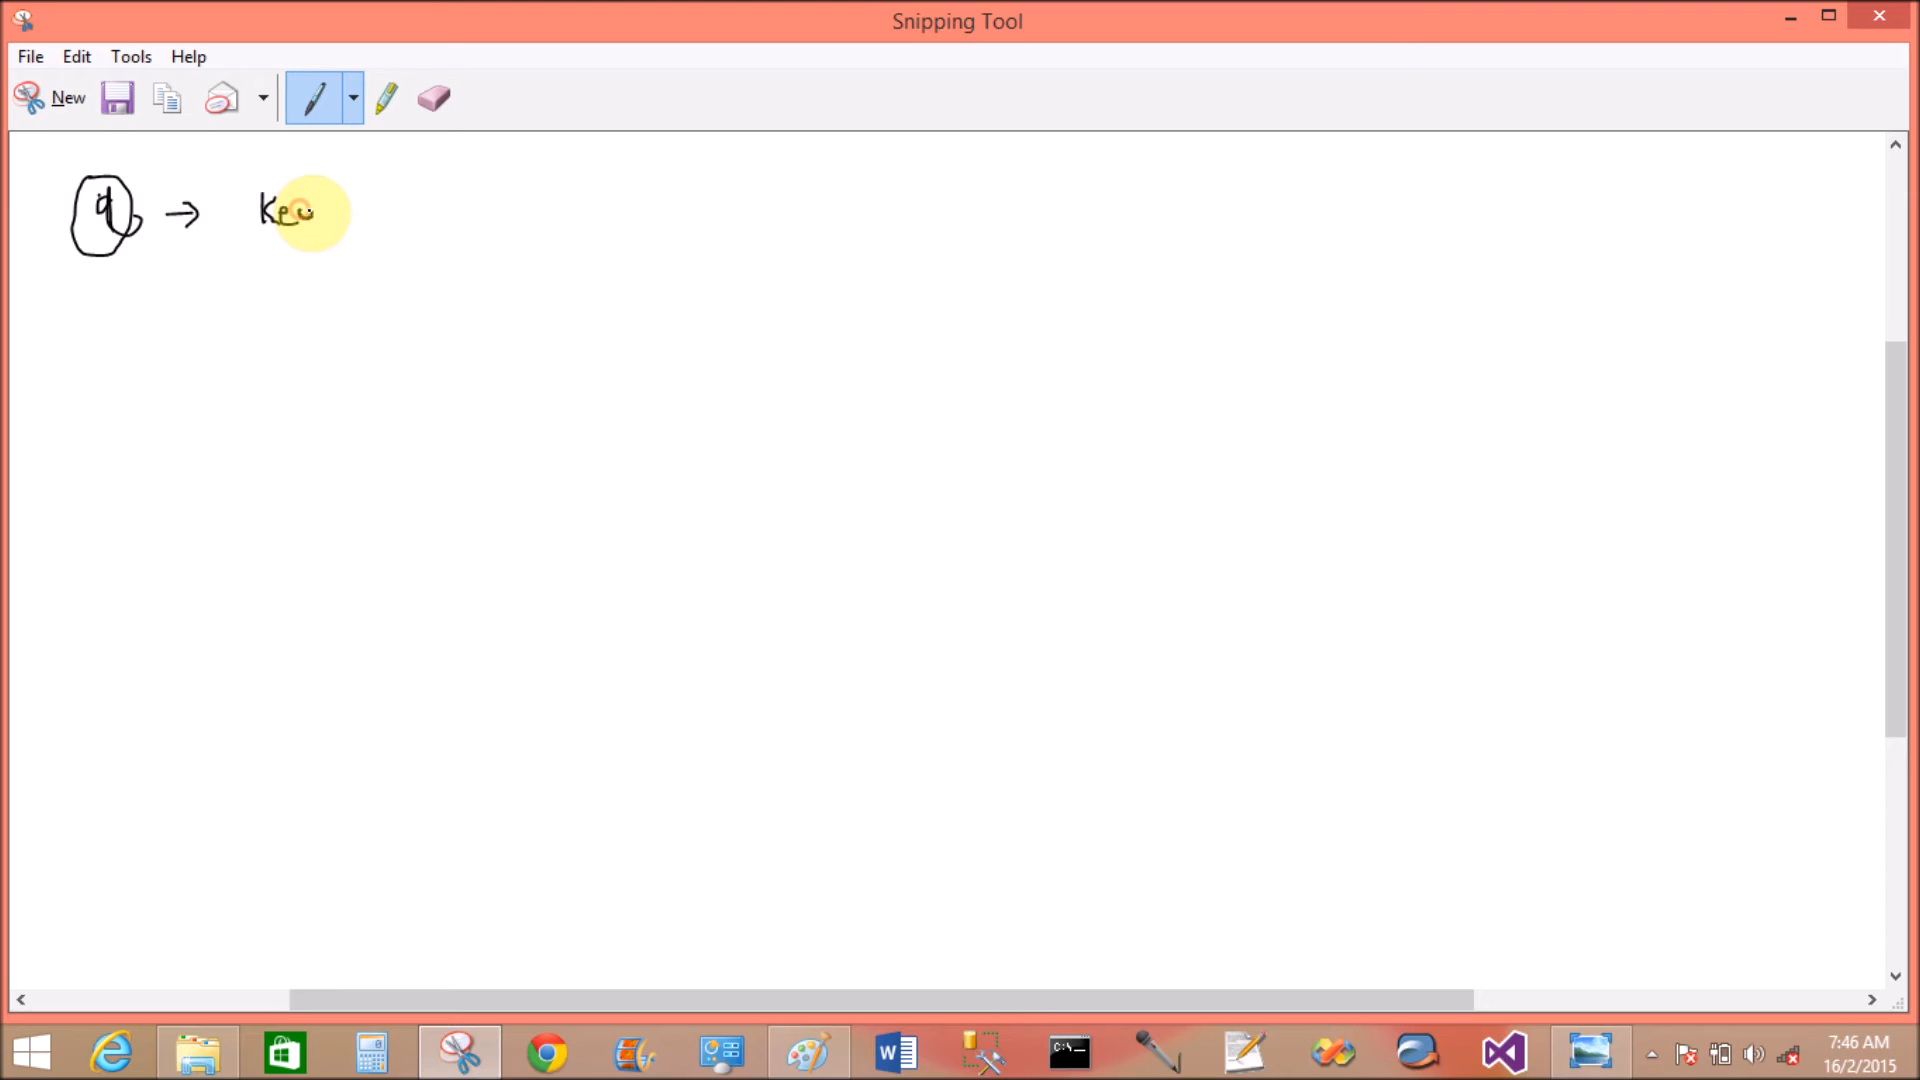 Snipping Tool
File Edit Tools Help
New
q →
7:46 AM
16/2/2015